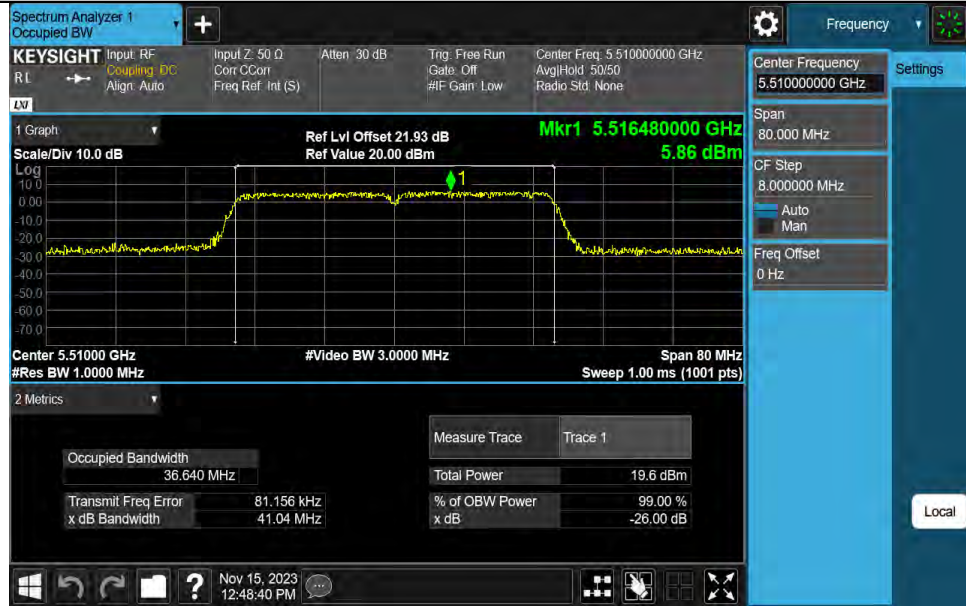 Spectrum Analyzer 1
Occupied BW
Frequency
KEYSIGHT Input: RF Input Z: 50 Ω Atten: 30 dB Trig: Free Run Center Freq: 5.510000000 GHz
RL Coupling: DC Corr CCorr Gate: Off Avg|Hold: 50/50
Align: Auto Freq Ref: Int (S) #IF Gain: Low Radio Std: None
LXI
1 Graph
Ref Lvl Offset 21.93 dB
Mkr1 5.516480000 GHz
Scale/Div 10.0 dB
Ref Value 20.00 dBm
5.86 dBm
Log
10.0
0.00
-10.0
-20.0
-30.0
-40.0
-50.0
-60.0
-70.0
1
Center 5.51000 GHz #Video BW 3.0000 MHz Span 80 MHz
#Res BW 1.0000 MHz Sweep 1.00 ms (1001 pts)
2 Metrics
Measure Trace Trace 1
Occupied Bandwidth
36.640 MHz
Total Power 19.6 dBm
Transmit Freq Error 81.156 kHz
% of OBW Power 99.00 %
x dB Bandwidth 41.04 MHz
x dB -26.00 dB
Center Frequency
5.510000000 GHz
Settings
Span
80.000 MHz
CF Step
8.000000 MHz
Auto
Man
Freq Offset
0 Hz
Local
?
Nov 15, 2023
12:48:40 PM